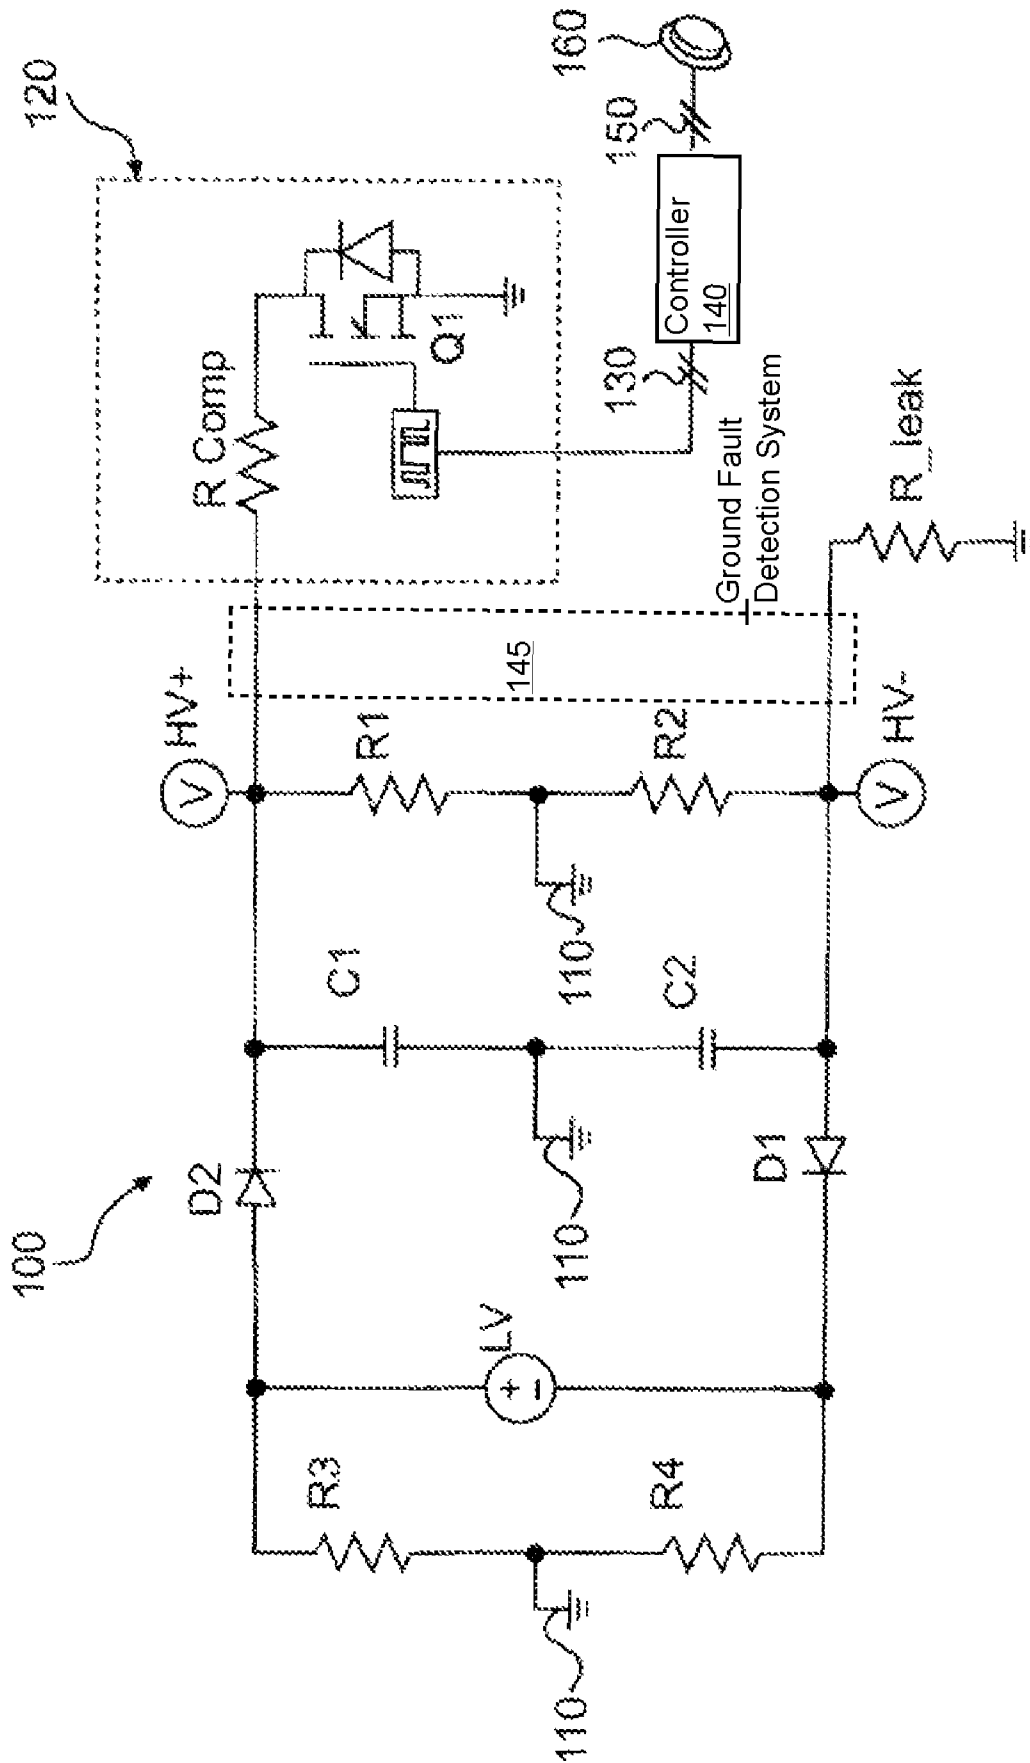 100
120
R Comp
Q1
160
150
Controller
140
130
Ground Fault
Detection System
145
HV+
V
R1
R2
HV-
V
R_leak
110
C1
C2
110
D2
D1
LV
+
-
R3
R4
110